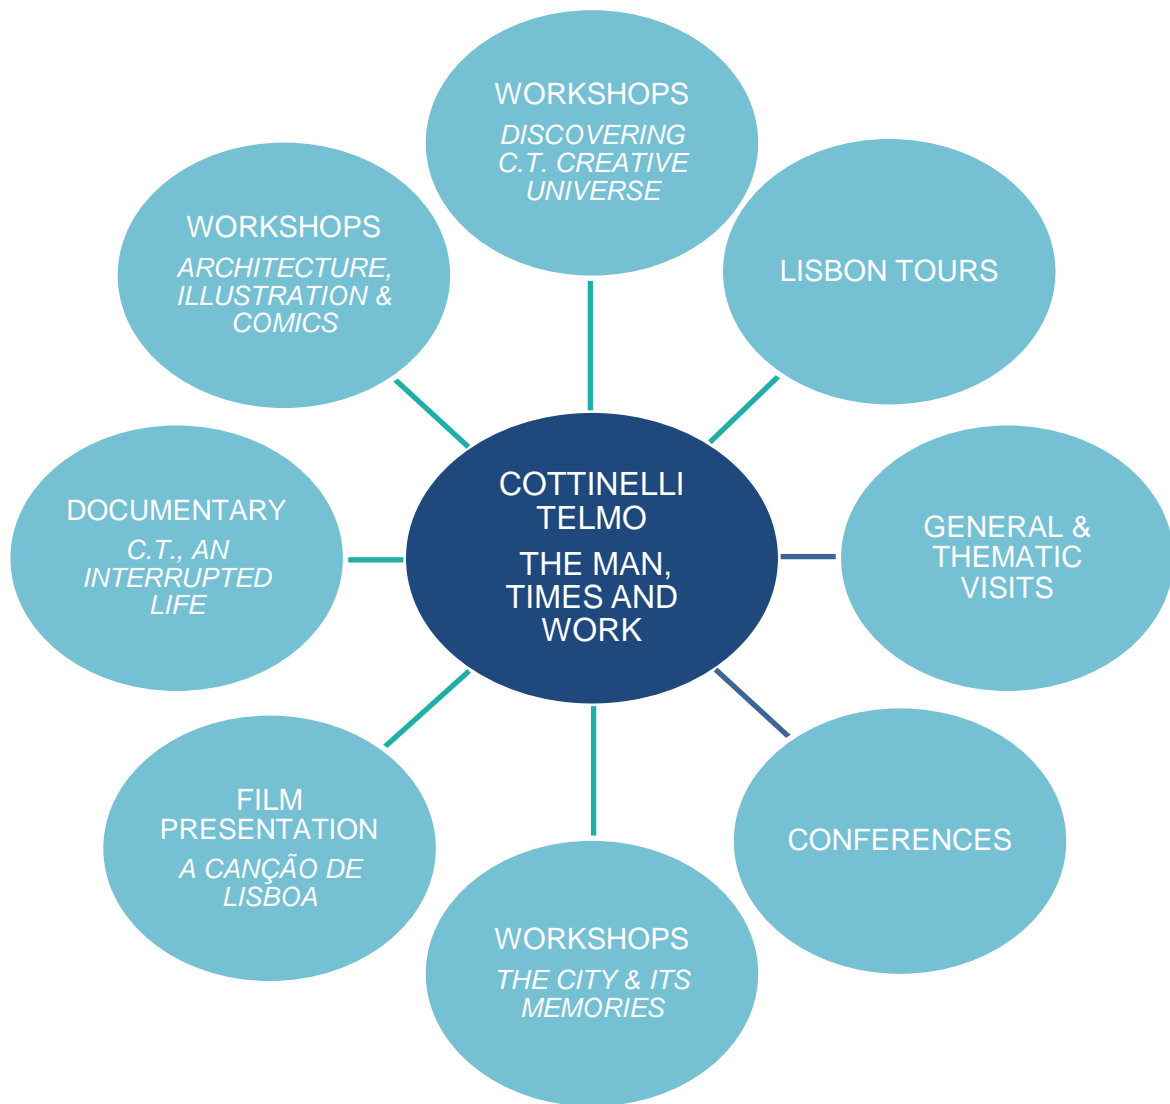 WORKSHOPS
DISCOVERING
C.T. CREATIVE
UNIVERSE
LISBON TOURS
GENERAL &
THEMATIC
VISITS
CONFERENCES
WORKSHOPS
THE CITY & ITS
MEMORIES
FILM
PRESENTATION
A CANÇÃO DE
LISBOA
DOCUMENTARY
C.T., AN
INTERRUPTED
LIFE
WORKSHOPS
ARCHITECTURE,
ILLUSTRATION &
COMICS
COTTINELLI
TELMO
THE MAN,
TIMES AND
WORK